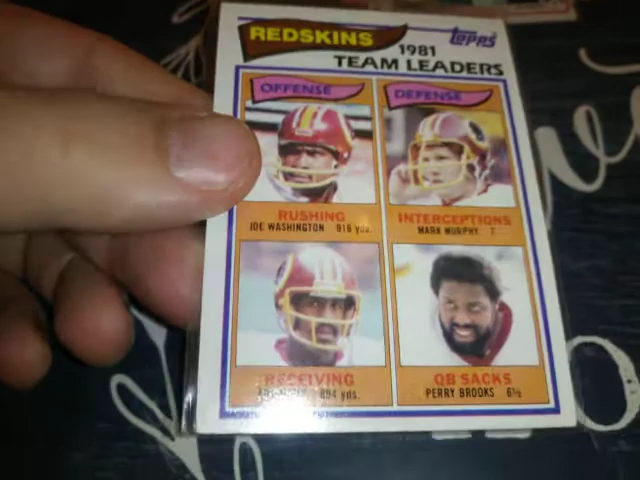 REDSKINS
Topps
1981
TEAM LEADERS
OFFENSE
DEFENSE
RUSHING
JOE WASHINGTON 916 yds.
INTERCEPTIONS
MARK MURPHY 7
RECEIVING
894 yds.
QB SACKS
PERRY BROOKS 6½